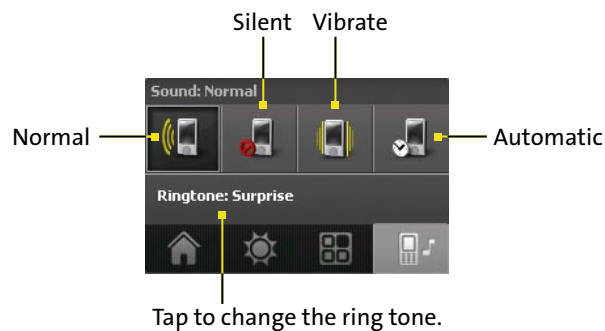 Silent Vibrate
Sound: Normal
Normal
Automatic
Ringtone: Surprise
Tap to change the ring tone.